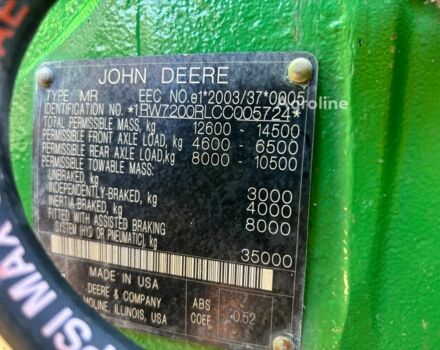 JOHN DEERE
TYPE MR EEC NO.e1*2003/37*0001
IDENTIFICATION NO. *1RW7200RLCC005724*
TOTAL PERMISSIBLE MASS, kg 12600 - 14500
PERMISSIBLE FRONT AXLE LOAD, kg 4600 - 6500
PERMISSIBLE REAR AXLE LOAD,kg 8000 - 10500
PERMISSIBLE TOWABLE MASS:
UNBRAKED, kg 3000
INDEPENDENTLY-BRAKED, kg 4000
INERTIA-BRAKED, kg 8000
FITTED WITH ASSISTED BRAKING
SYSTEM (HYD OR PNEUMATIC), kg 35000
MADE IN USA
DEERE & COMPANY
MOLINE, ILLINOIS, USA
ABS
COEF 0.52
PSI MAX